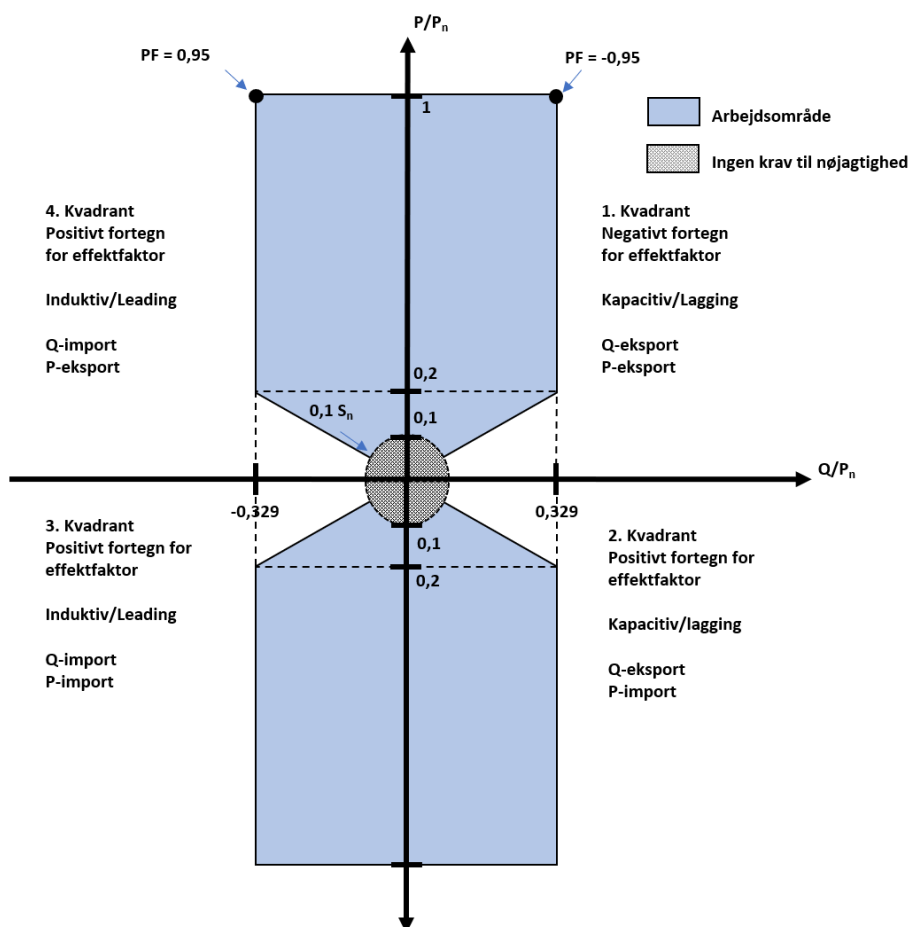 P/Pn
PF = 0,95
PF = -0,95
1
Arbejdsområde
Ingen krav til nøjagtighed
4. Kvadrant
Positivt fortegn
for effektfaktor
Induktiv/Leading
Q-import
P-eksport
1. Kvadrant
Negativt fortegn
for effektfaktor
Kapacitiv/Lagging
Q-eksport
P-eksport
0,2
0,1 Sn
0,1
Q/Pn
-0,329
0,329
3. Kvadrant
Positivt fortegn for
effektfaktor
Induktiv/Leading
Q-import
P-import
0,1
0,2
2. Kvadrant
Positivt fortegn for
effektfaktor
Kapacitiv/lagging
Q-eksport
P-import